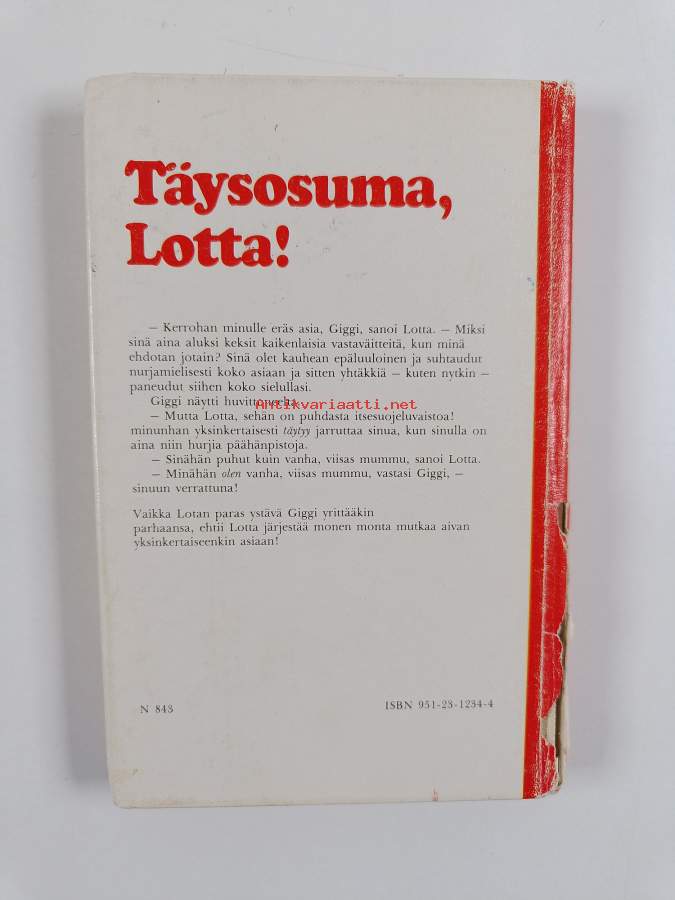 Täysosuma,
Lotta!
– Kerrohan minulle eräs asia, Giggi, sanoi Lotta. – Miksi
sinä aina aluksi keksit kaikenlaisia vastaväitteitä, kun minä
ehdotan jotain? Sinä olet kauhean epäluuloinen ja suhtaudut
nurjamielisesti koko asiaan ja sitten yhtäkkiä – kuten nytkin –
paneudut siihen koko sielullasi.
Giggi näytti huvittuneelta.
Antikvariaatti.net
– Mutta Lotta, sehän on puhdasta itsesuojeluvaistoa!
minunhan yksinkertaisesti täytyy jarruttaa sinua, kun sinulla on
aina niin hurjia päähänpistoja.
– Sinähän puhut kuin vanha, viisas mummu, sanoi Lotta.
– Minähän olen vanha, viisas mummu, vastasi Giggi, –
sinuun verrattuna!
Vaikka Lotan paras ystävä Giggi yrittääkin
parhaansa, ehtii Lotta järjestää monen monta mutkaa aivan
yksinkertaiseenkin asiaan!
N 843
ISBN 951-23-1234-4